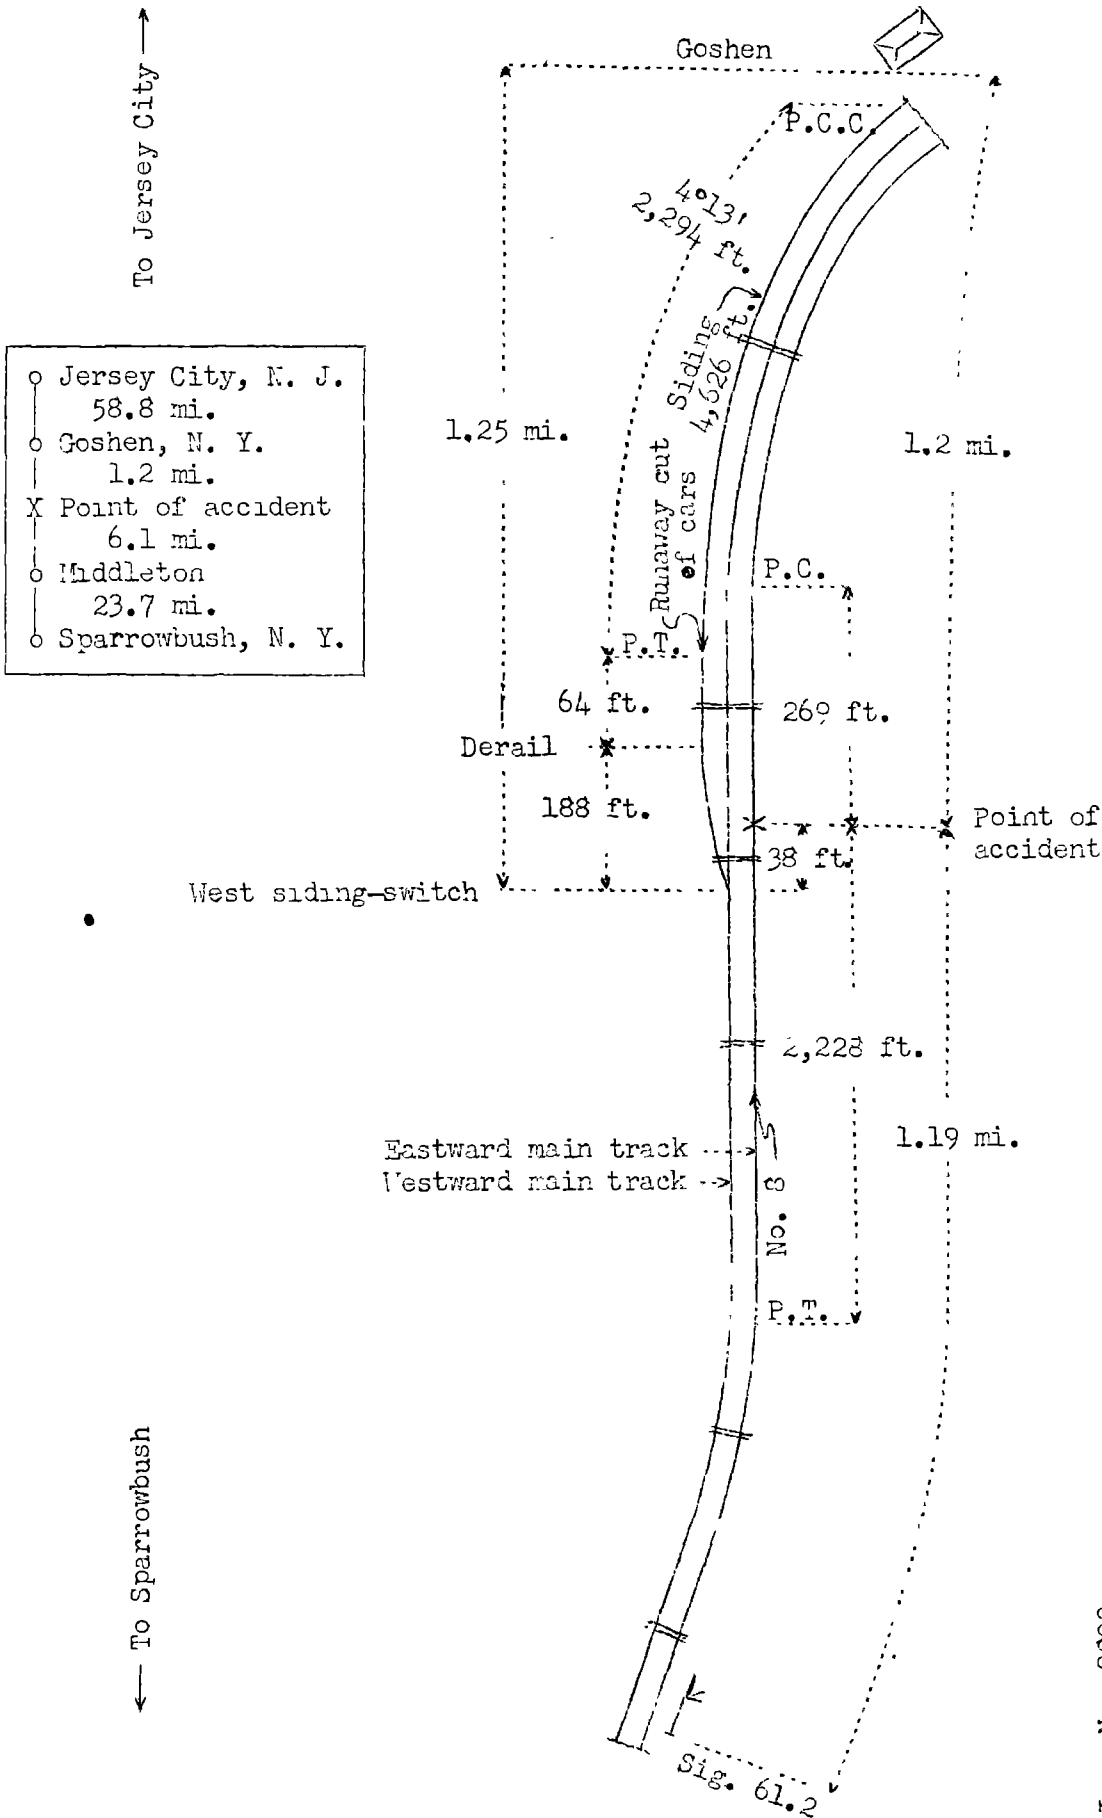 To Jersey City
Goshen
P.C.C.
4°13'
2,294 ft.
Siding
4,626 ft.
Jersey City, N. J.
58.8 mi.
Goshen, N. Y.
1.2 mi.
X Point of accident
6.1 mi.
Middleton
23.7 mi.
Sparrowbush, N. Y.
1.25 mi.
1.2 mi.
Runaway cut
of cars
P.C.
P.T.
64 ft.
269 ft.
Derail
188 ft.
Point of
accident
38 ft.
West siding-switch
2,228 ft.
Eastward main track
Westward main track
1.19 mi.
No. 8
P.T.
To Sparrowbush
Sig. 61.2